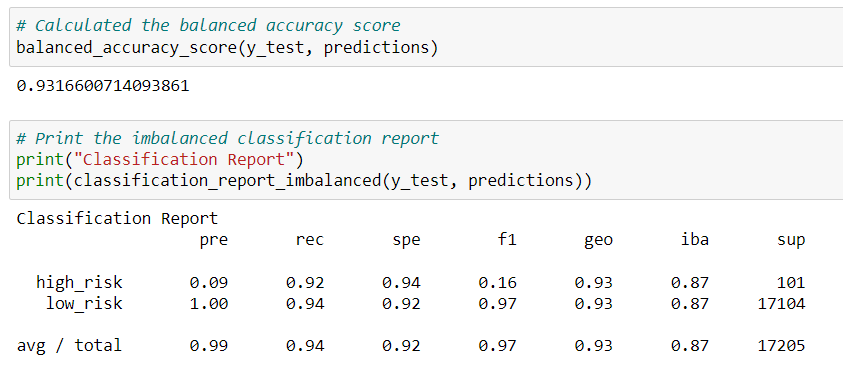 # Calculated the balanced accuracy score
balanced_accuracy_score(y_test, predictions)
0.9316600714093861
# Print the imbalanced classification report
print("Classification Report")
print(classification_report_imbalanced(y_test, predictions))
Classification Report
pre rec spe f1 geo iba sup
high_risk 0.09 0.92 0.94 0.16 0.93 0.87 101
low_risk 1.00 0.94 0.92 0.97 0.93 0.87 17104
avg / total 0.99 0.94 0.92 0.97 0.93 0.87 17205